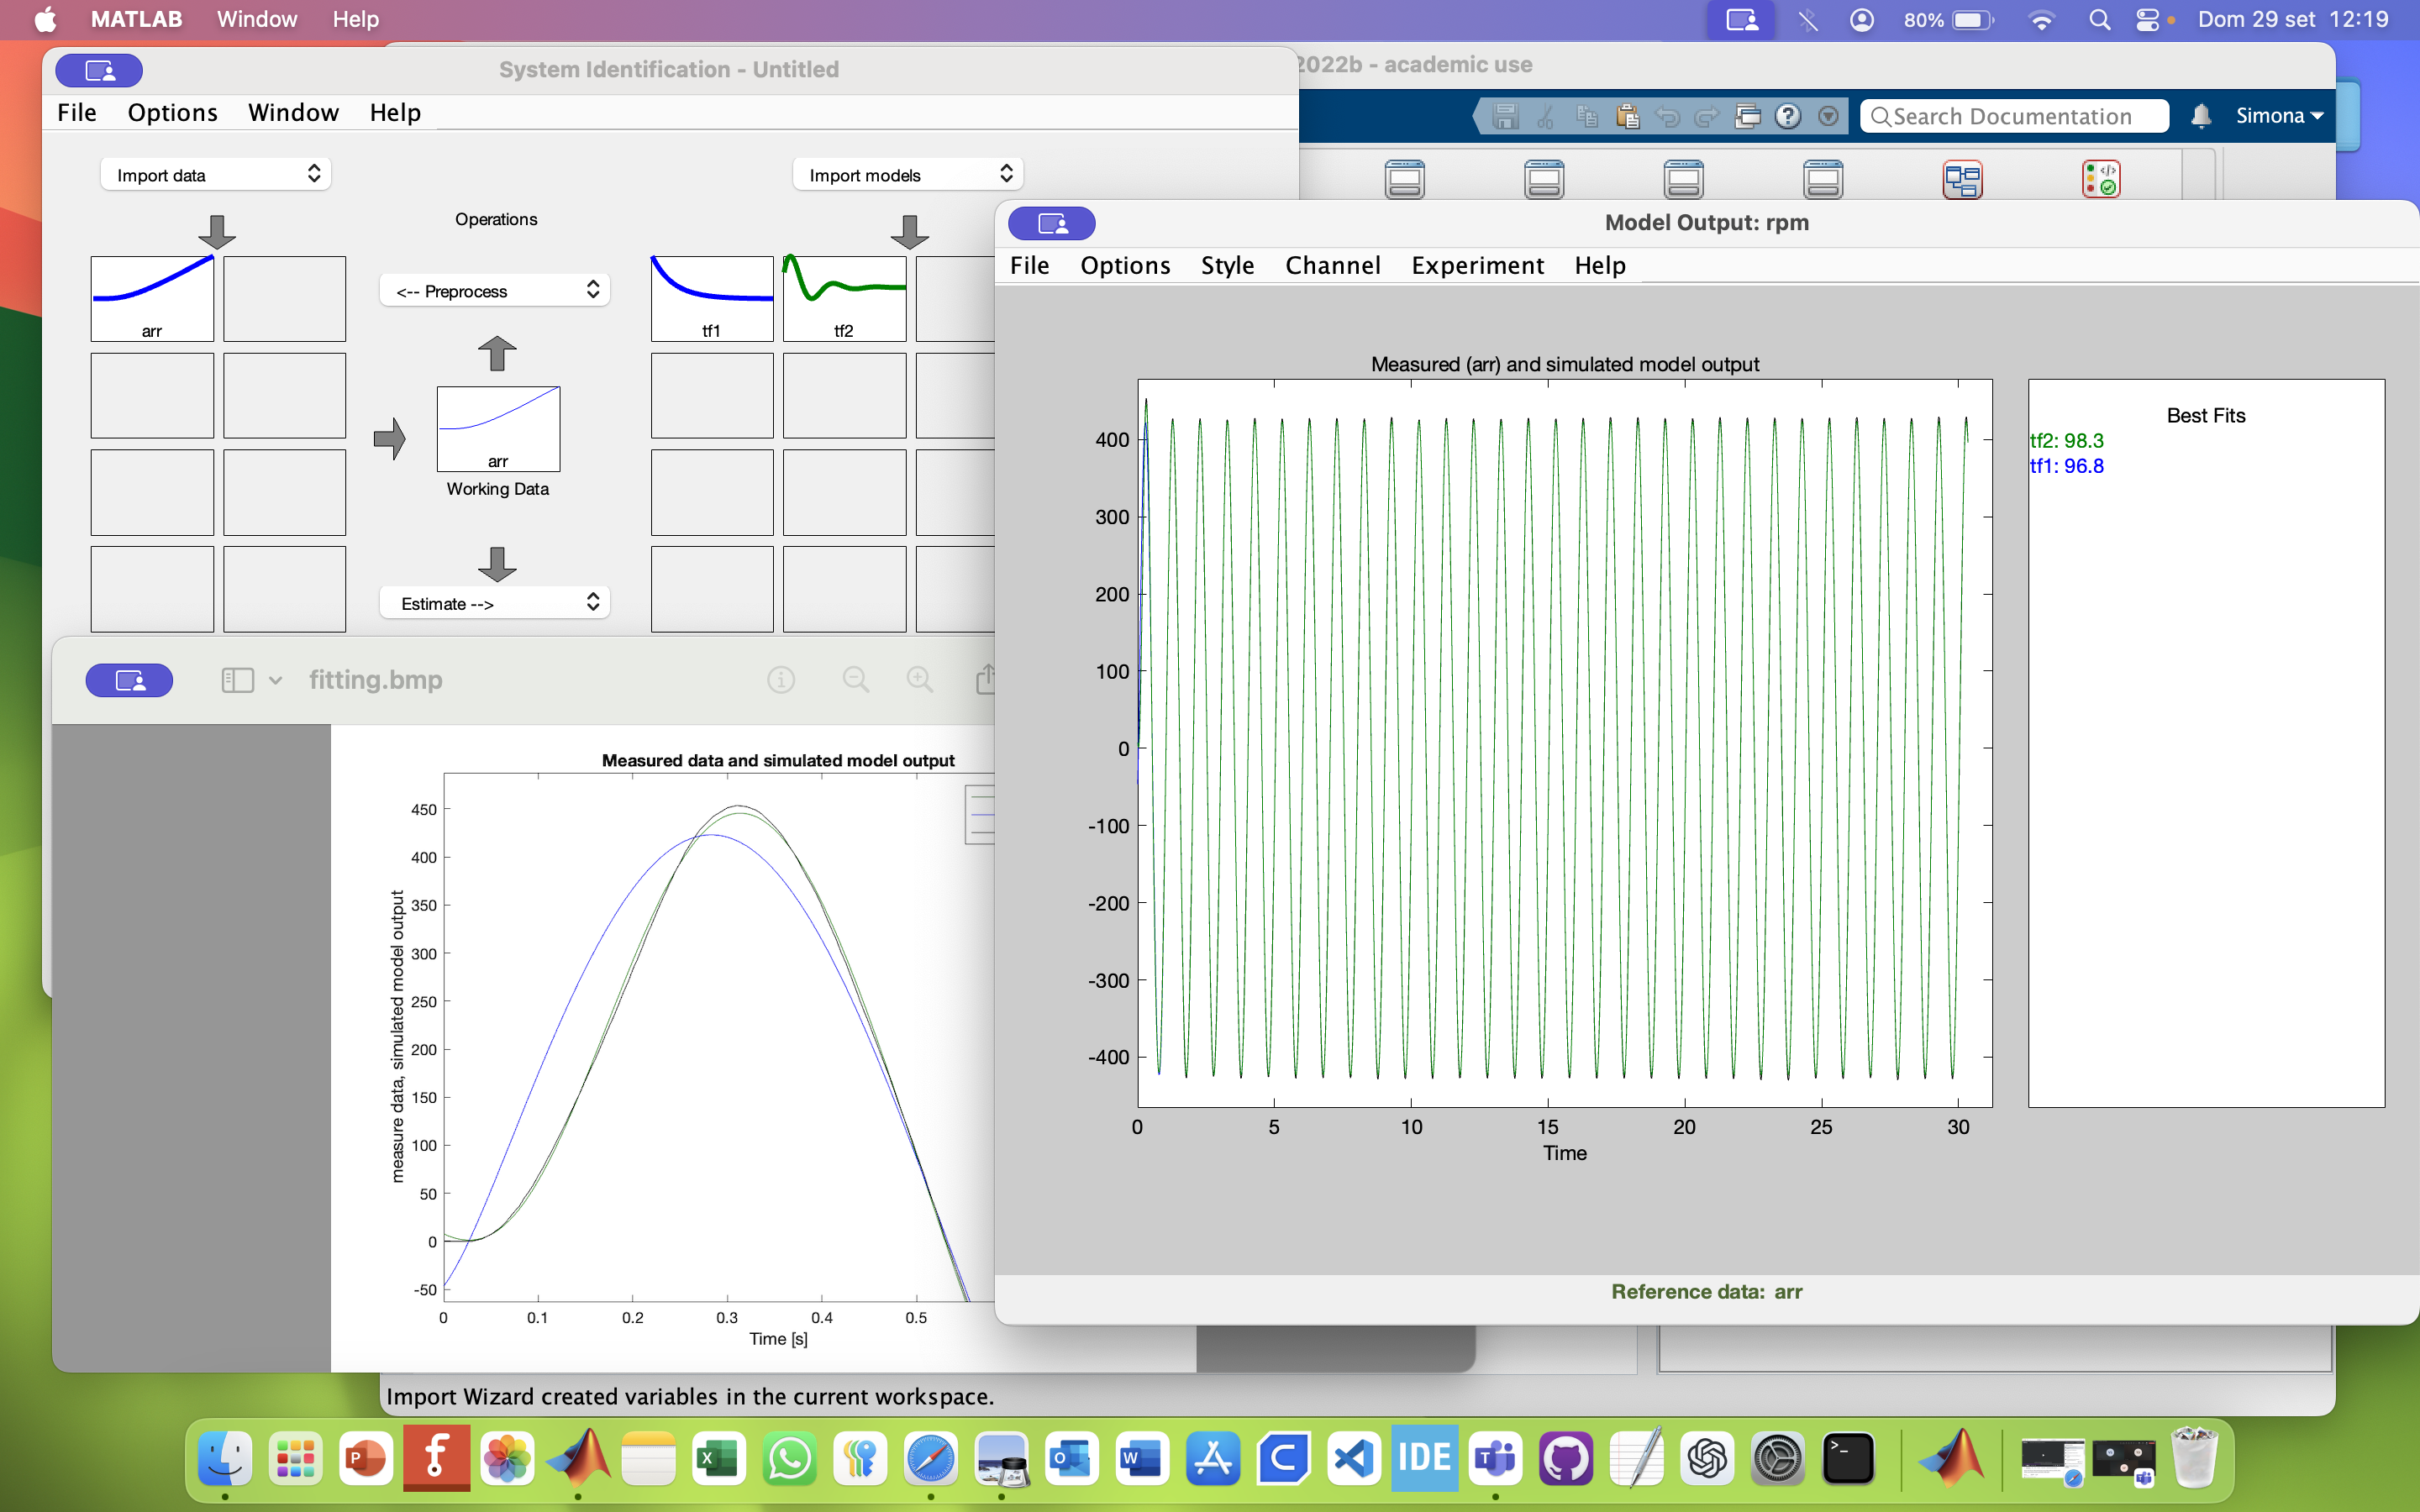 MATLAB Window Help
80% Dom 29 set 12:19
System Identification - Untitled
2022b - academic use
File Options Window Help
Search Documentation
Simona
Import data
Import models
Operations
<-- Preprocess
arr
tf1
tf2
arr
Working Data
Estimate -->
Model Output: rpm
File Options Style Channel Experiment Help
Measured (arr) and simulated model output
400
300
200
100
0
-100
-200
-300
-400
0 5 10 15 20 25 30
Time
Best Fits
tf2: 98.3
tf1: 96.8
Reference data: arr
fitting.bmp
Measured data and simulated model output
measure data, simulated model output
450
400
350
300
250
200
150
100
50
0
-50
0 0.1 0.2 0.3 0.4 0.5
Time [s]
Import Wizard created variables in the current workspace.
P
X
O
W
C
IDE
T
>_